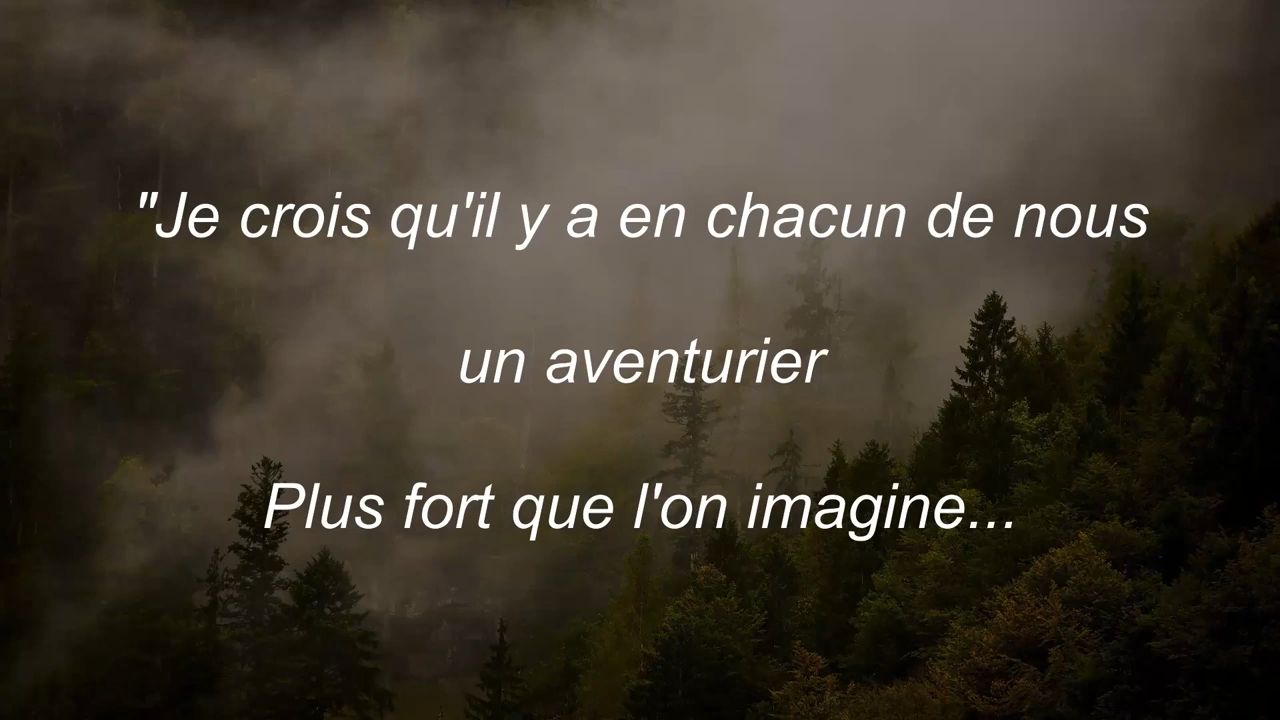 "Je crois qu'il y a en chacun de nous
un aventurier
Plus fort que l'on imagine...